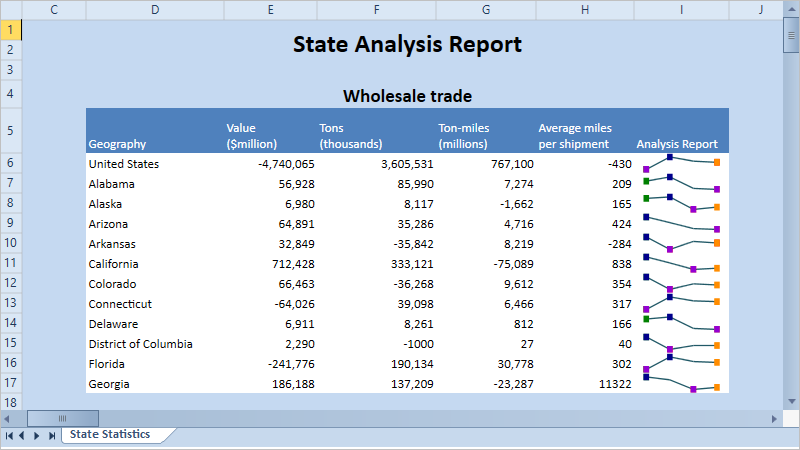 C D E F G H I J
1 State Analysis Report
2
3
4 Wholesale trade
5 Value Tons Ton-miles Average miles
Geography ($million) (thousands) (millions) per shipment Analysis Report
6 United States -4,740,065 3,605,531 767,100 -430
7 Alabama 56,928 85,990 7,274 209
8 Alaska 6,980 8,117 -1,662 165
9 Arizona 64,891 35,286 4,716 424
10 Arkansas 32,849 -35,842 8,219 -284
11 California 712,428 333,121 -75,089 838
12 Colorado 66,463 -36,268 9,612 354
13 Connecticut -64,026 39,098 6,466 317
14 Delaware 6,911 8,261 812 166
15 District of Columbia 2,290 -1000 27 40
16 Florida -241,776 190,134 30,778 302
17 Georgia 186,188 137,209 -23,287 11322
18
State Statistics